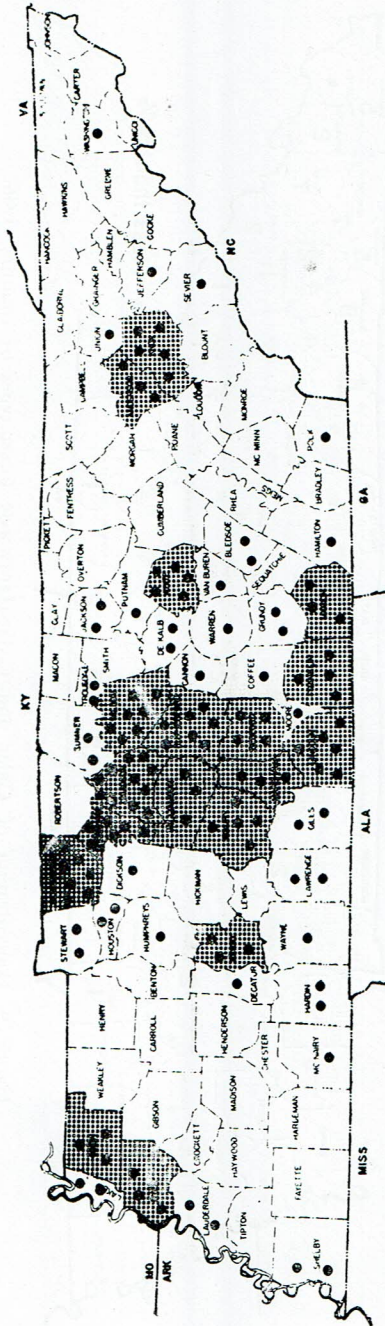 KY
VA
STEWART
ROBERTSON
SUMNER
MACON
CLAY
PICKETT
SCOTT
CLAIBORNE
HANCOCK
HAWKINS
JOHNSON
WEAKLEY
HENRY
HOUSTON
TROUSDALE
JACKSON
OVERTON
FENTRESS
CAMPBELL
UNION
GRAINGER
HAMBLEN
GREENE
WASHINGTON
CARTER
UNICOI
LAKE
GIBSON
CARROLL
BENTON
HUMPHREYS
DICKSON
SMITH
PUTNAM
MORGAN
KNOX
JEFFERSON
COCKE
MO
ARK
CROCKETT
HICKMAN
DE KALB
CUMBERLAND
ROANE
LOUDON
BLOUNT
SEVIER
NC
LAUDERDALE
HAYWOOD
MADISON
HENDERSON
DECATUR
LEWIS
CANNON
WARREN
VAN BUREN
BLEDSOE
RHEA
MEIGS
MC MINN
MONROE
TIPTON
CHESTER
COFFEE
GRUNDY
SEQUATCHIE
SHELBY
FAYETTE
HARDEMAN
MC NAIRY
HARDIN
WAYNE
LAWRENCE
GILES
MOORE
HAMILTON
BRADLEY
POLK
MISS
ALA
GA